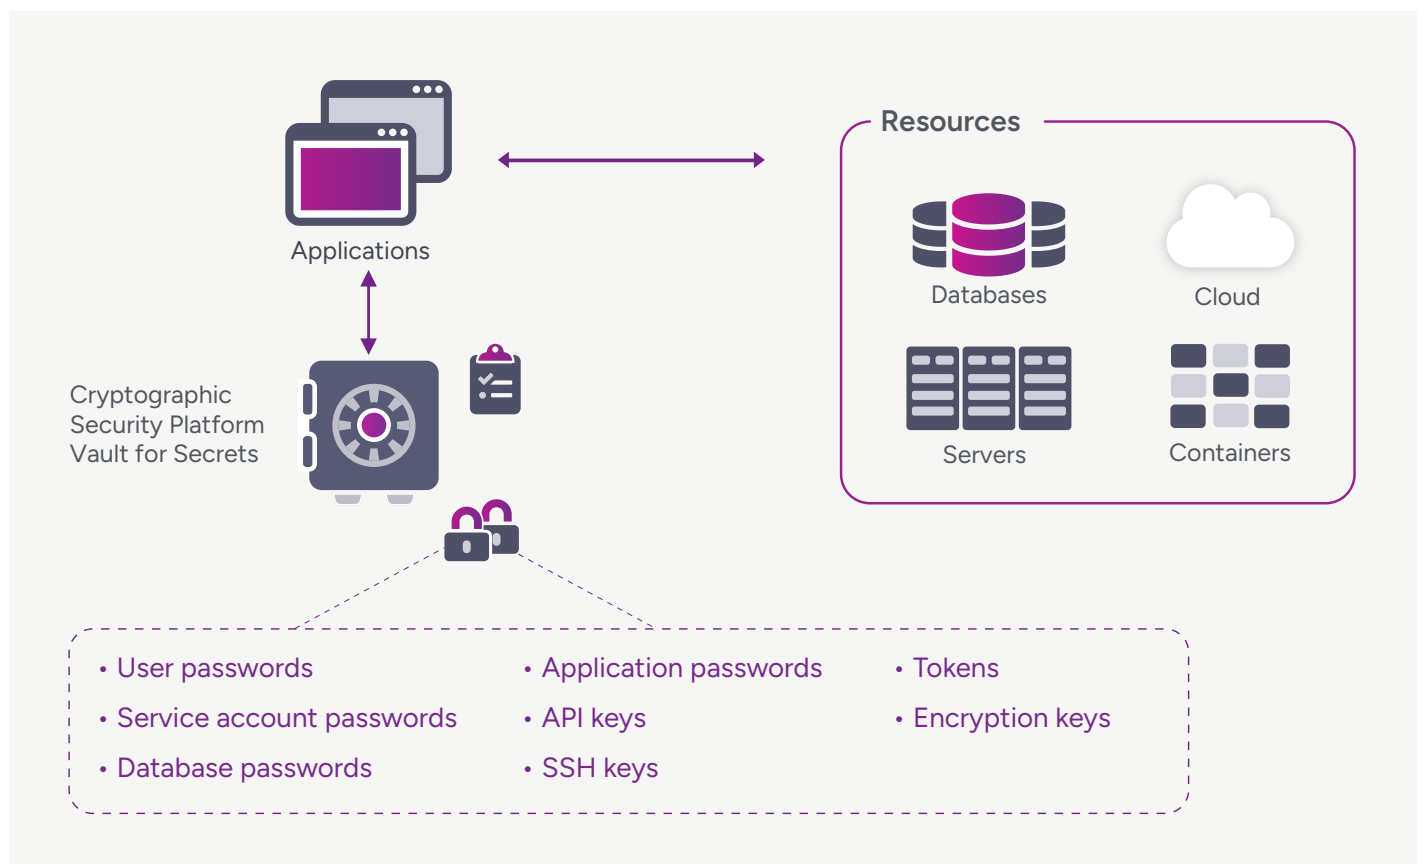 Resources
Applications
Databases
Cloud
Cryptographic
Security Platform
Vault for Secrets
Servers
Containers
• User passwords
• Service account passwords
• Database passwords
• Application passwords
• API keys
• SSH keys
• Tokens
• Encryption keys